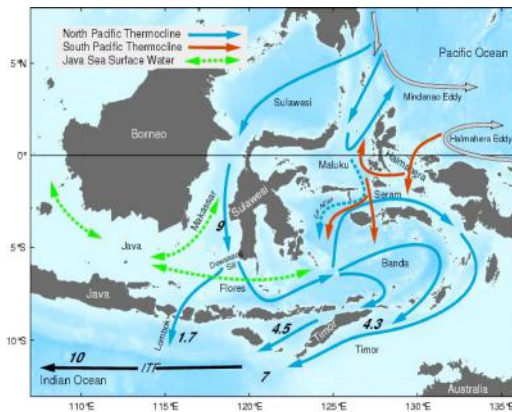 North Pacific Thermocline
South Pacific Thermocline
Java Sea Surface Water
Pacific Ocean
5°N
Mindanao Eddy
Sulawesi
Borneo
Halmahera Eddy
0°
Maluku
Halmahera
Makassar
Sulawesi
Seram
9
Java
5°S
Dewakang
Sill
Banda
Flores
Java
Lombok
1.7
4.5
4.3
Timor
Timor
10°S
10
ITF
7
Indian Ocean
Australia
110°E
115°E
120°E
125°E
130°E
135°E